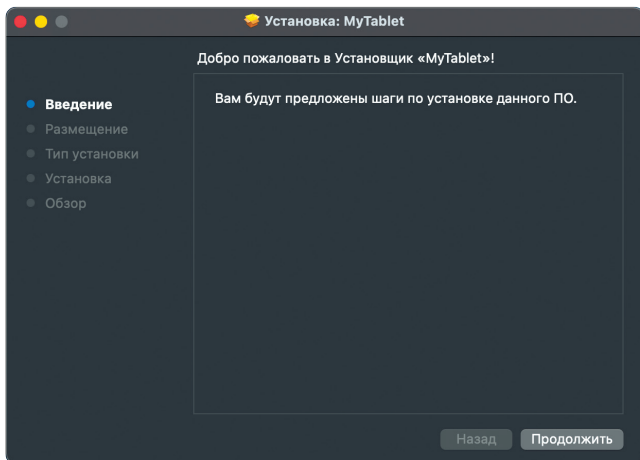 Установка: MyTablet
Добро пожаловать в Установщик «MyTablet»!
Введение
Размещение
Тип установки
Установка
Обзор
Вам будут предложены шаги по установке данного ПО.
Назад
Продолжить